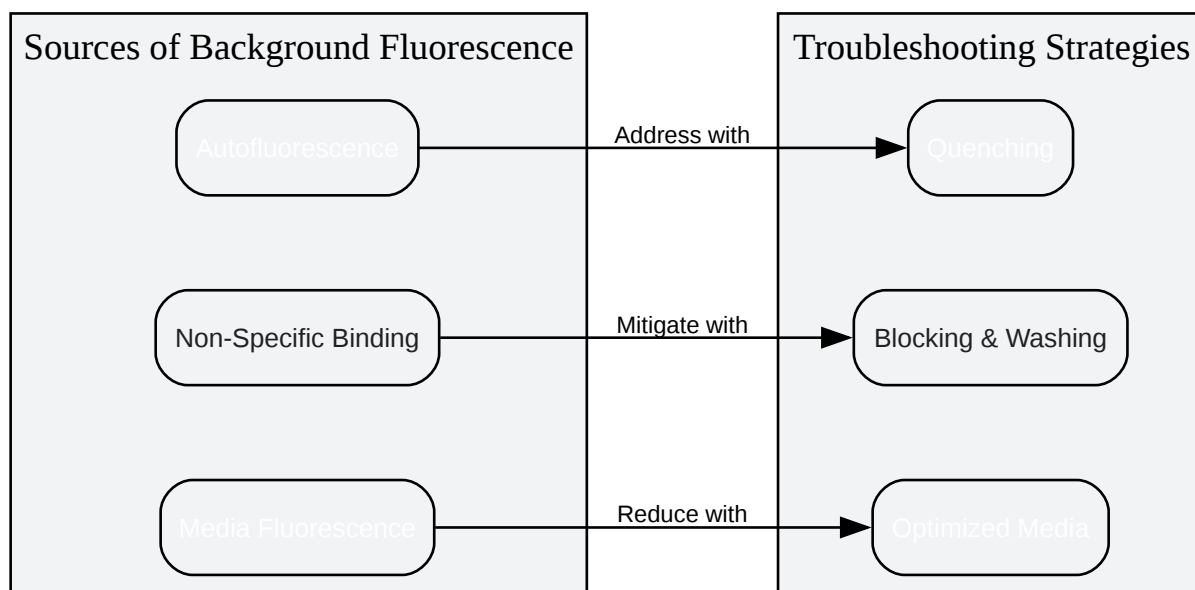 Sources of Background Fluorescence
Troubleshooting Strategies
Autofluorescence
Address with
Quenching
Non-Specific Binding
Mitigate with
Blocking & Washing
Media Fluorescence
Reduce with
Optimized Media